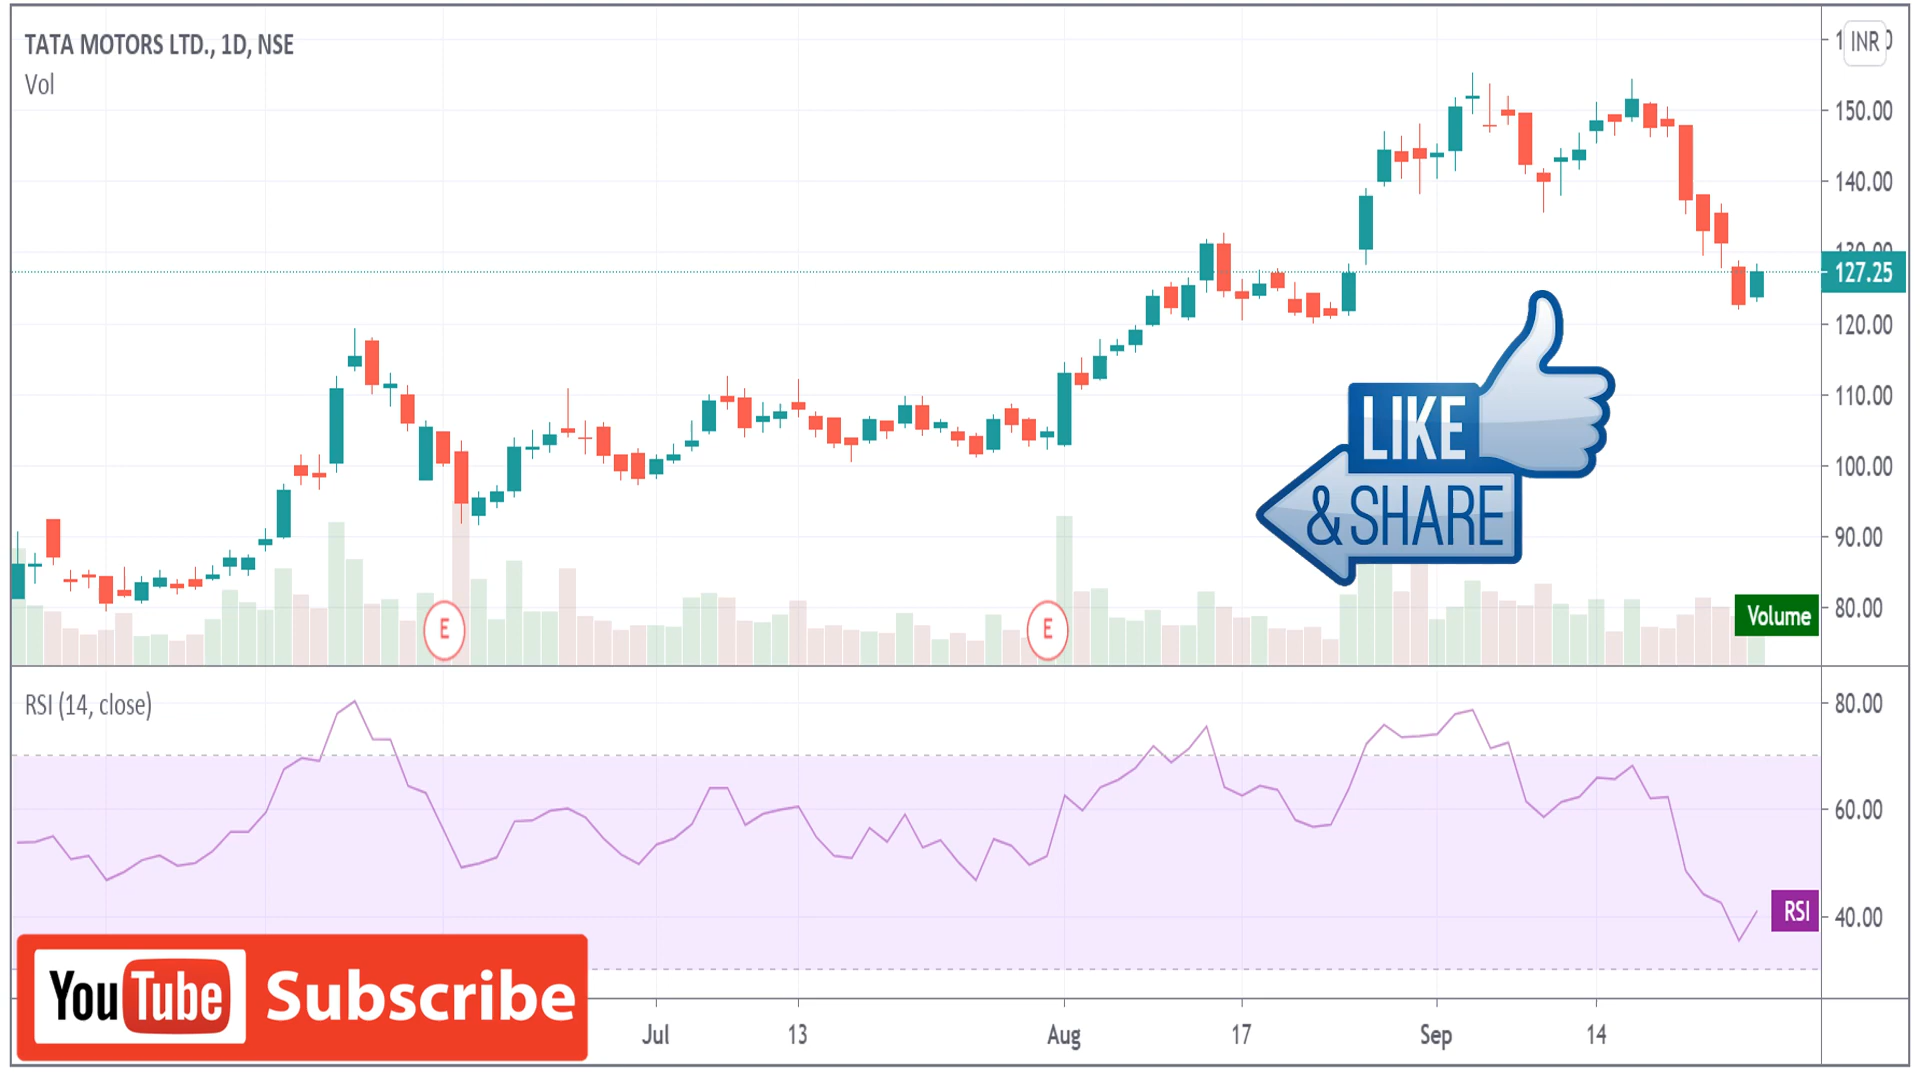 TATA MOTORS LTD., 1D, NSE
Vol
INR
150.00
140.00
130.00
127.25
120.00
110.00
100.00
90.00
80.00
LIKE
& SHARE
E
E
Volume
RSI (14, close)
80.00
60.00
40.00
RSI
YouTube Subscribe
Jul
13
Aug
17
Sep
14